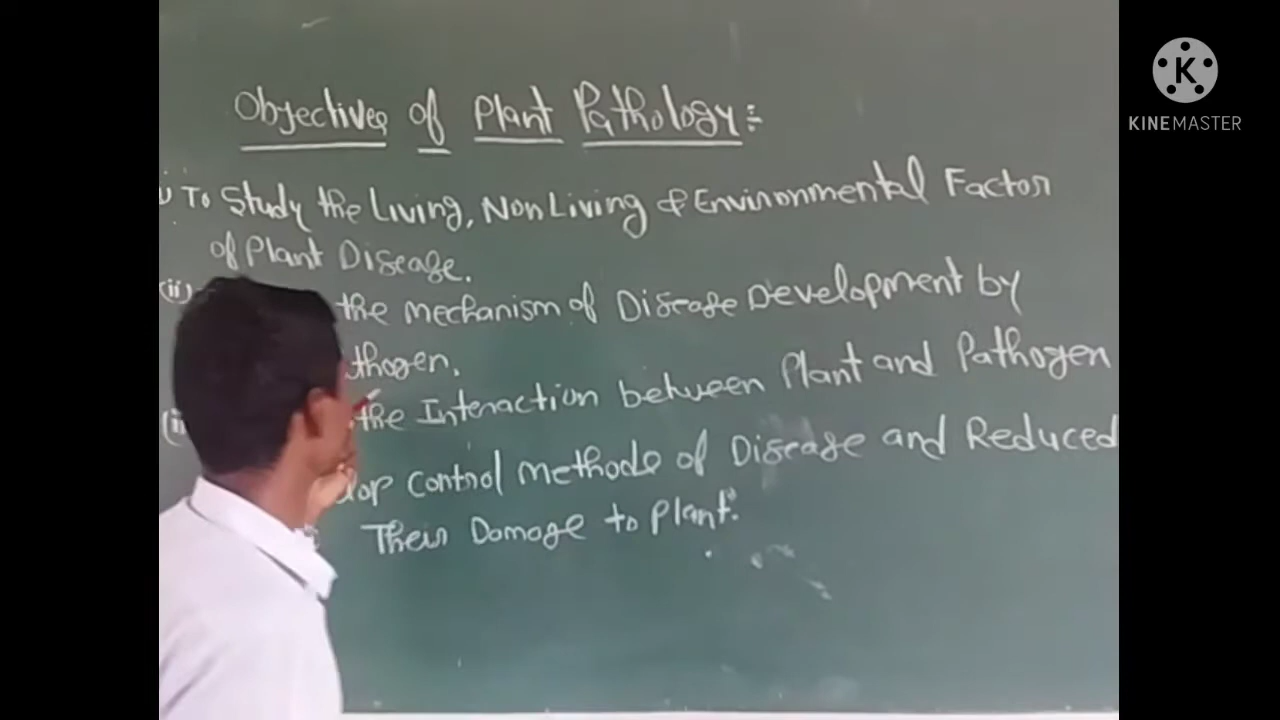 Objectives of Plant Pathology :-
i) To Study the Living, Non Living & Environmental Factor
of Plant Disease.
(ii) the mechanism of Disease Development by
thogen.
the Interaction between Plant and Pathogen
lop control Methods of Disease and Reduced
Their Damage to Plant.
K
KINEMASTER